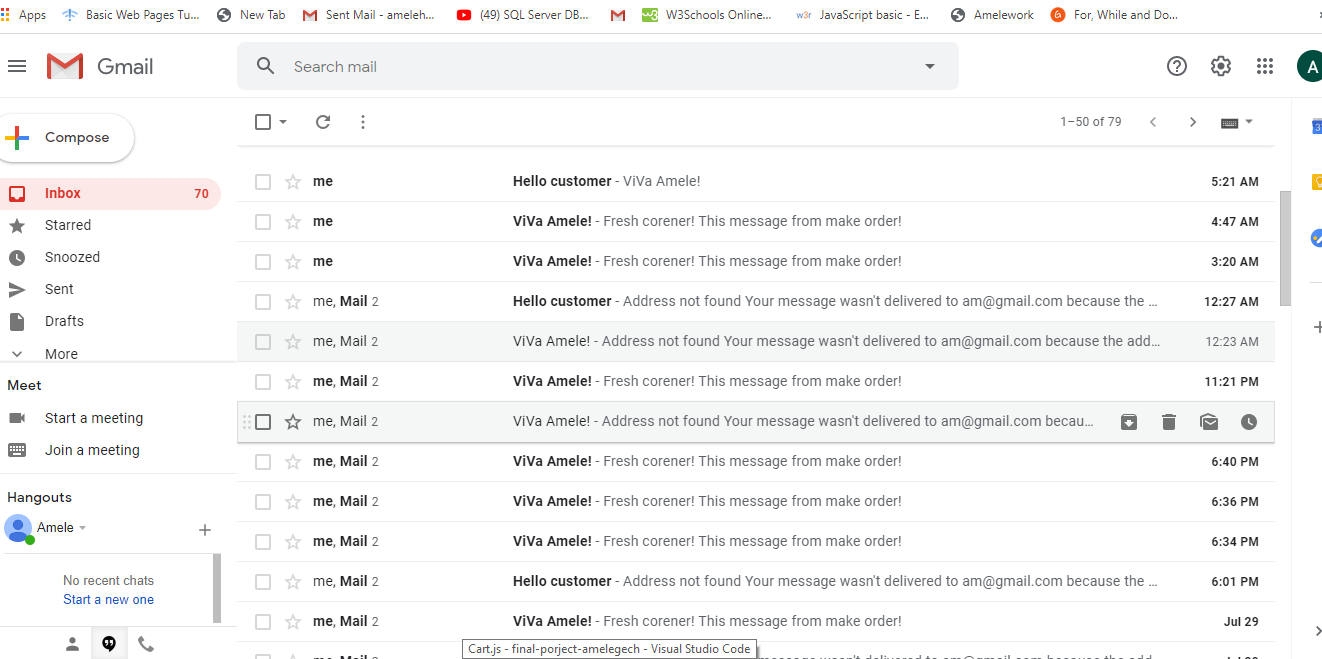 Apps Basic Web Pages Tu... New Tab Sent Mail - ameleh... (49) SQL Server DB... W3Schools Online... JavaScript basic - E... Amelework For, While and Do...
Gmail Search mail A
Compose 1–50 of 79
Inbox 70
Starred
Snoozed
Sent
Drafts
More
Meet
Start a meeting
Join a meeting
Hangouts
Amele
No recent chats
Start a new one
me Hello customer - ViVa Amele! 5:21 AM
me ViVa Amele! - Fresh corener! This message from make order! 4:47 AM
me ViVa Amele! - Fresh corener! This message from make order! 3:20 AM
me, Mail 2 Hello customer - Address not found Your message wasn't delivered to am@gmail.com because the ... 12:27 AM
me, Mail 2 ViVa Amele! - Address not found Your message wasn't delivered to am@gmail.com because the add... 12:23 AM
me, Mail 2 ViVa Amele! - Fresh corener! This message from make order! 11:21 PM
me, Mail 2 ViVa Amele! - Address not found Your message wasn't delivered to am@gmail.com becau...
me, Mail 2 ViVa Amele! - Fresh corener! This message from make order! 6:40 PM
me, Mail 2 ViVa Amele! - Fresh corener! This message from make order! 6:36 PM
me, Mail 2 ViVa Amele! - Fresh corener! This message from make order! 6:34 PM
me, Mail 2 Hello customer - Address not found Your message wasn't delivered to am@gmail.com because the ... 6:01 PM
me, Mail 2 ViVa Amele! - Fresh corener! This message from make order! Jul 29
Cart.js - final-porject-amelegech - Visual Studio Code